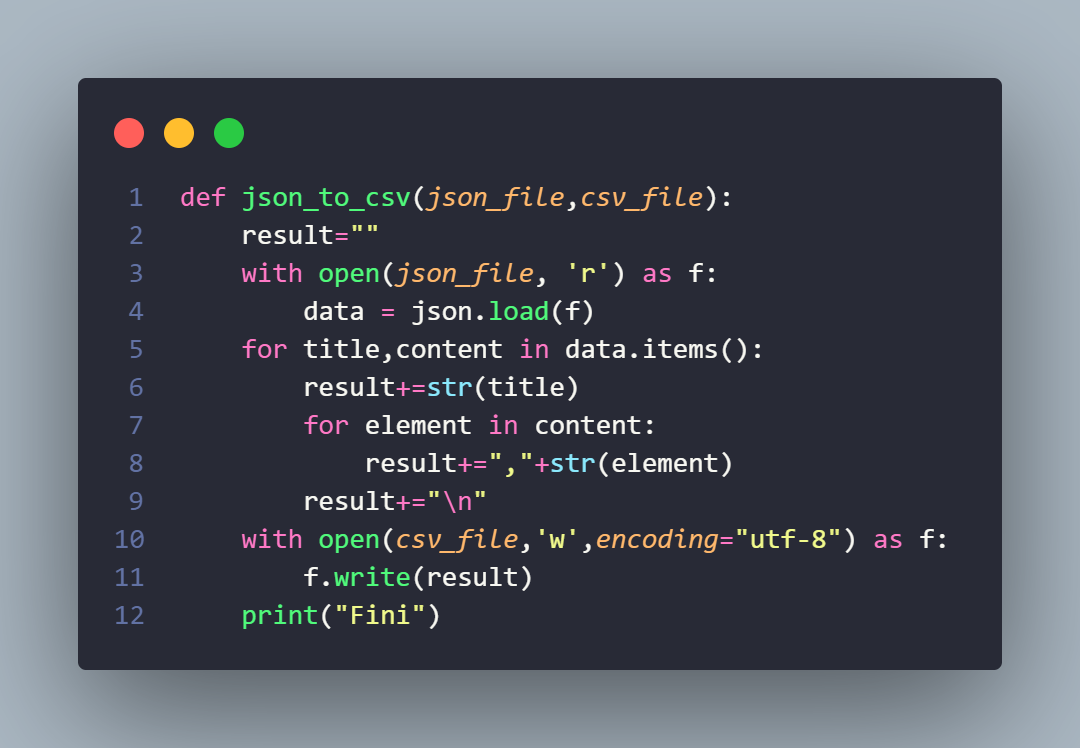 1 def json_to_csv(json_file,csv_file):
2     result=""
3     with open(json_file, 'r') as f:
4         data = json.load(f)
5     for title,content in data.items():
6         result+=str(title)
7         for element in content:
8             result+=","+str(element)
9         result+="\n"
10     with open(csv_file,'w',encoding="utf-8") as f:
11         f.write(result)
12     print("Fini")